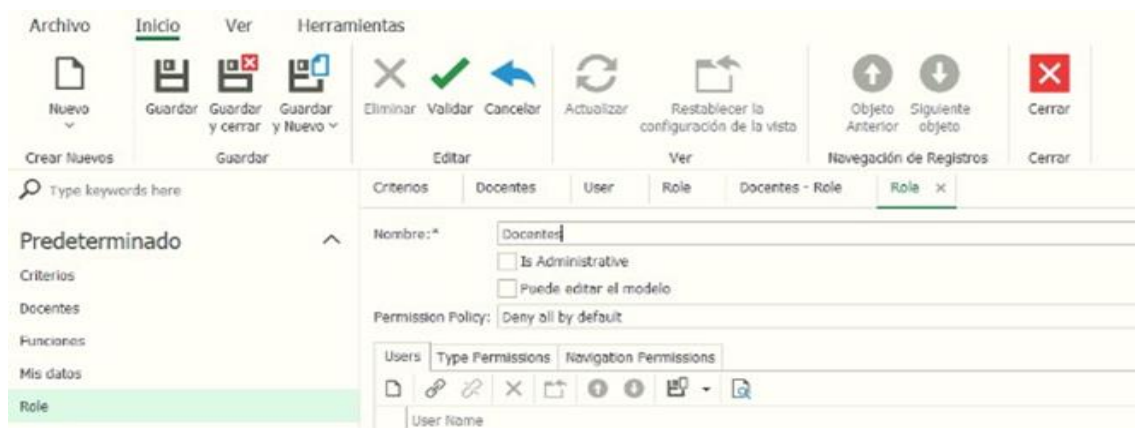 Archivo Inicio Ver Herramientas
Nuevo Guardar Guardar y cerrar Guardar y Nuevo Eliminar Validar Cancelar Actualizar Restablecer la configuración de la vista Objeto Anterior Siguiente objeto Cerrar
Crear Nuevos Guardar Editar Ver Navegación de Registros Cerrar
Type keywords here
Criterios Docentes User Role Docentes - Role Role
Predeterminado
Criterios
Docentes
Funciones
Mis datos
Role
Nombre:* Docentes
Is Administrative
Puede editar el modelo
Permission Policy: Deny all by default
Users Type Permissions Navigation Permissions
User Name